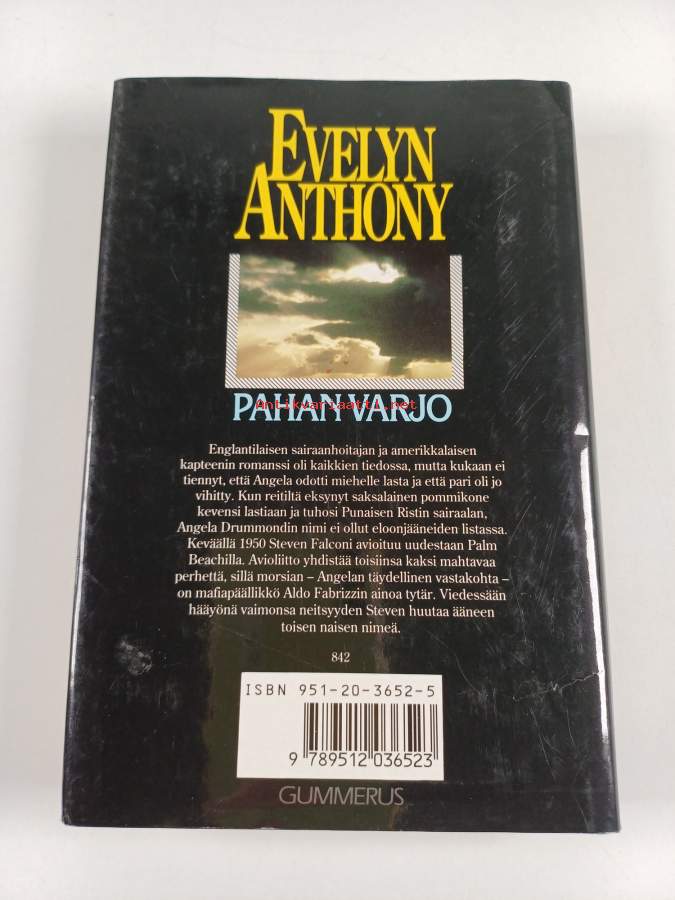 EVELYN
ANTHONY
PAHAN VARJO
Antikvariaatti.net
Englantilaisen sairaanhoitajan ja amerikkalaisen
kapteenin romanssi oli kaikkien tiedossa, mutta kukaan ei
tiennyt, että Angela odotti miehelle lasta ja että pari oli jo
vihitty. Kun reitiltä eksynyt saksalainen pommikone
kevensi lastiaan ja tuhosi Punaisen Ristin sairaalan,
Angela Drummondin nimi ei ollut eloonjääneiden listassa.
Keväällä 1950 Steven Falconi avioituu uudestaan Palm
Beachilla. Avioliitto yhdistää toisiinsa kaksi mahtavaa
perhettä, sillä morsian – Angelan täydellinen vastakohta –
on mafiapäällikkö Aldo Fabrizzin ainoa tytär. Viedessään
hääyönä vaimonsa neitsyyden Steven huutaa ääneen
toisen naisen nimeä.
842
ISBN 951-20-3652-5
9 789512 036523
GUMMERUS